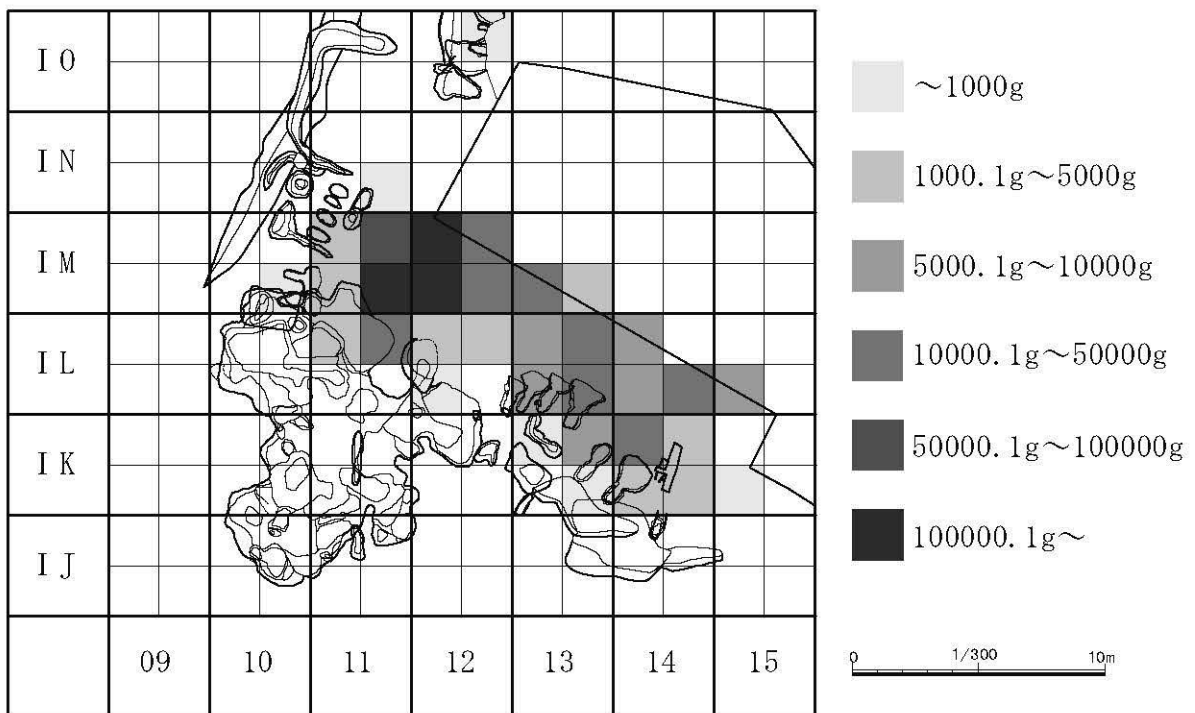 IO
IN
IM
IL
IK
IJ
09 10 11 12 13 14 15
～1000g
1000.1g～5000g
5000.1g～10000g
10000.1g～50000g
50000.1g～100000g
100000.1g～
0 1/300 10m